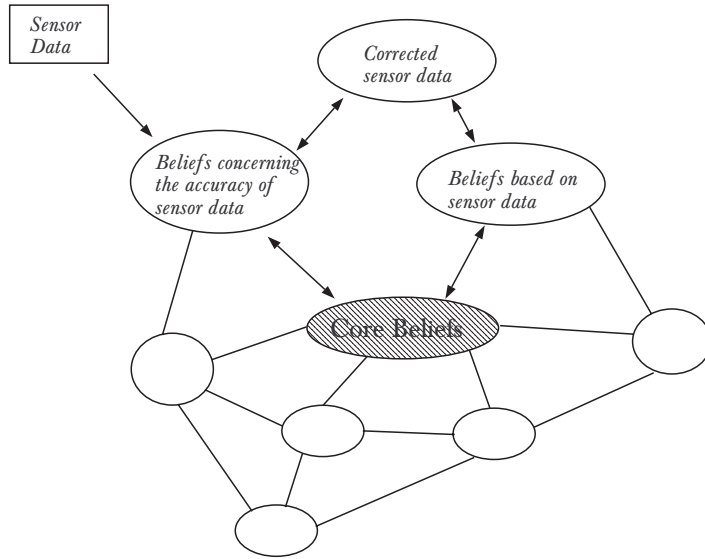 Sensor
Data
Corrected
sensor data
Beliefs concerning
the accuracy of
sensor data
Beliefs based on
sensor data
Core Beliefs